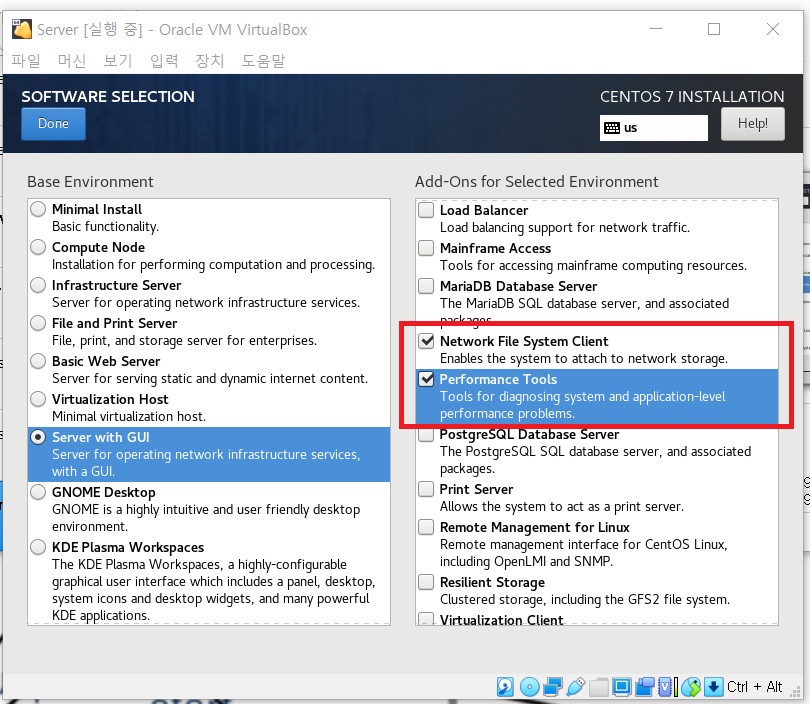 Server [실행 중] - Oracle VM VirtualBox
파일 머신 보기 입력 장치 도움말
SOFTWARE SELECTION
CENTOS 7 INSTALLATION
Done
us
Help!
Base Environment
Minimal Install
Basic functionality.
Compute Node
Installation for performing computation and processing.
Infrastructure Server
Server for operating network infrastructure services.
File and Print Server
File, print, and storage server for enterprises.
Basic Web Server
Server for serving static and dynamic internet content.
Virtualization Host
Minimal virtualization host.
Server with GUI
Server for operating network infrastructure services,
with a GUI.
GNOME Desktop
GNOME is a highly intuitive and user friendly desktop
environment.
KDE Plasma Workspaces
The KDE Plasma Workspaces, a highly-configurable
graphical user interface which includes a panel, desktop,
system icons and desktop widgets, and many powerful
KDE applications.
Add-Ons for Selected Environment
Load Balancer
Load balancing support for network traffic.
Mainframe Access
Tools for accessing mainframe computing resources.
MariaDB Database Server
The MariaDB SQL database server, and associated
packages.
Network File System Client
Enables the system to attach to network storage.
Performance Tools
Tools for diagnosing system and application-level
performance problems.
PostgreSQL Database Server
The PostgreSQL SQL database server, and associated
packages.
Print Server
Allows the system to act as a print server.
Remote Management for Linux
Remote management interface for CentOS Linux,
including OpenLMI and SNMP.
Resilient Storage
Clustered storage, including the GFS2 file system.
Virtualization Client
Ctrl + Alt